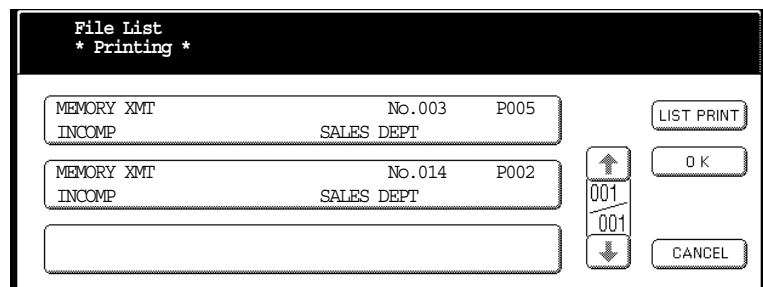 File List
* Printing *
MEMORY XMT No.003 P005
INCOMP SALES DEPT
LIST PRINT
MEMORY XMT No.014 P002
INCOMP SALES DEPT
OK
001
001
CANCEL